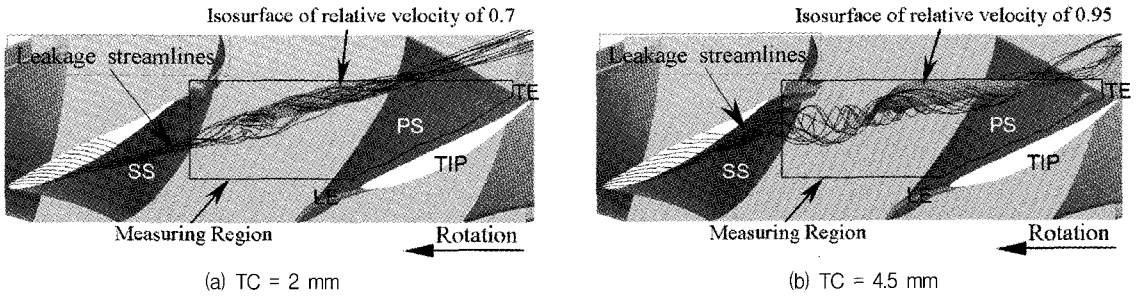 Isosurface of relative velocity of 0.7
Leakage streamlines
TE
PS
SS
TIP
LE
Measuring Region
Rotation
(a) TC = 2 mm
Isosurface of relative velocity of 0.95
Leakage streamlines
TE
PS
SS
TIP
LE
Measuring Region
Rotation
(b) TC = 4.5 mm